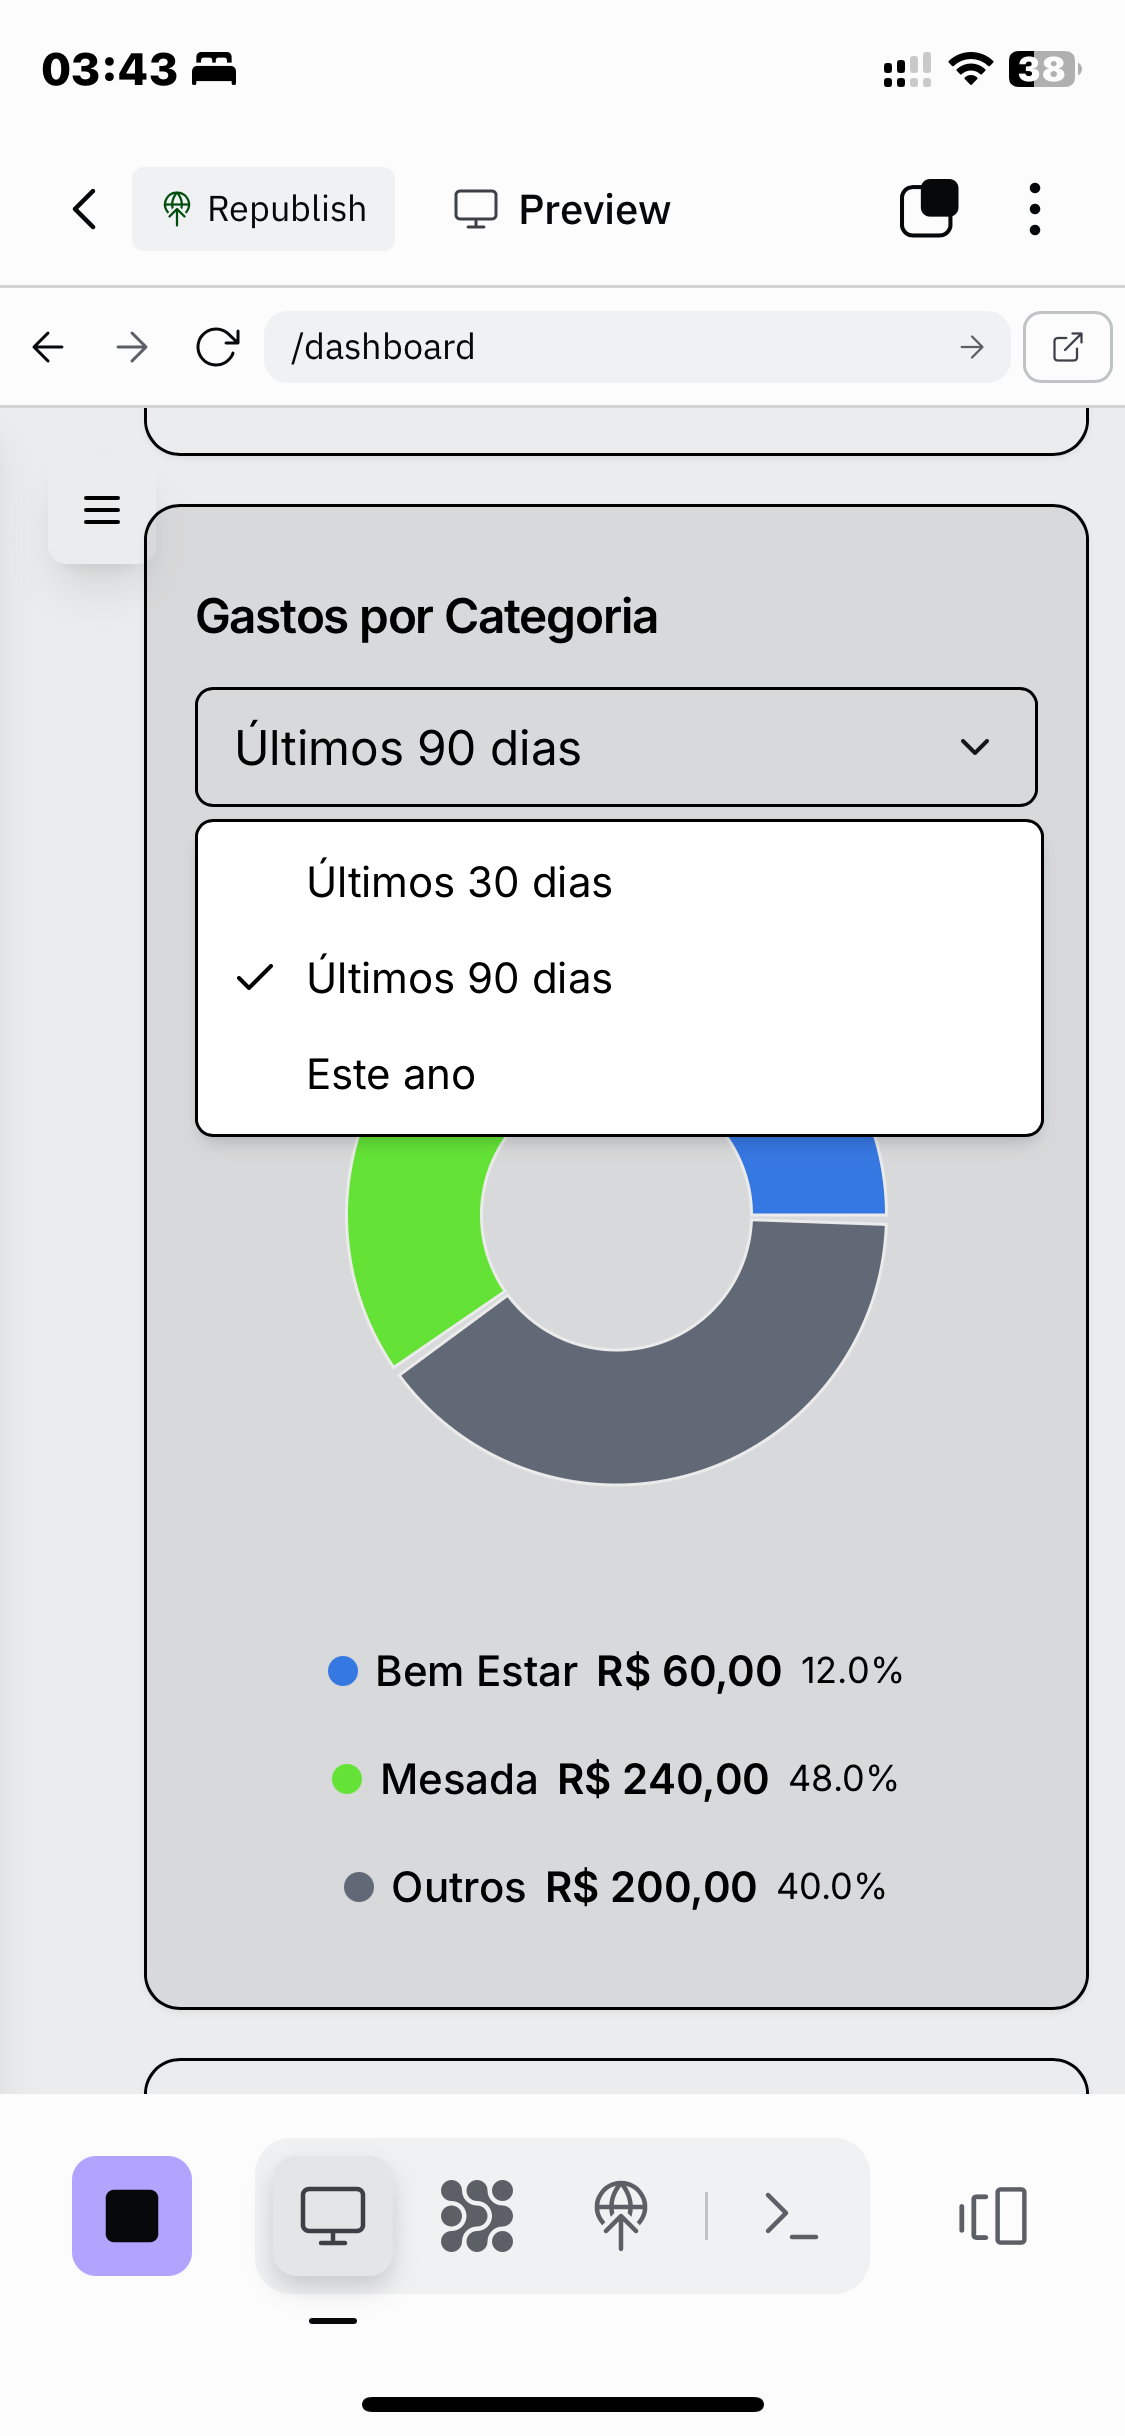 03:43
38
Republish
Preview
/dashboard
Gastos por Categoria
Últimos 90 dias
Últimos 30 dias
Últimos 90 dias
Este ano
Bem Estar R$ 60,00 12.0%
Mesada R$ 240,00 48.0%
Outros R$ 200,00 40.0%